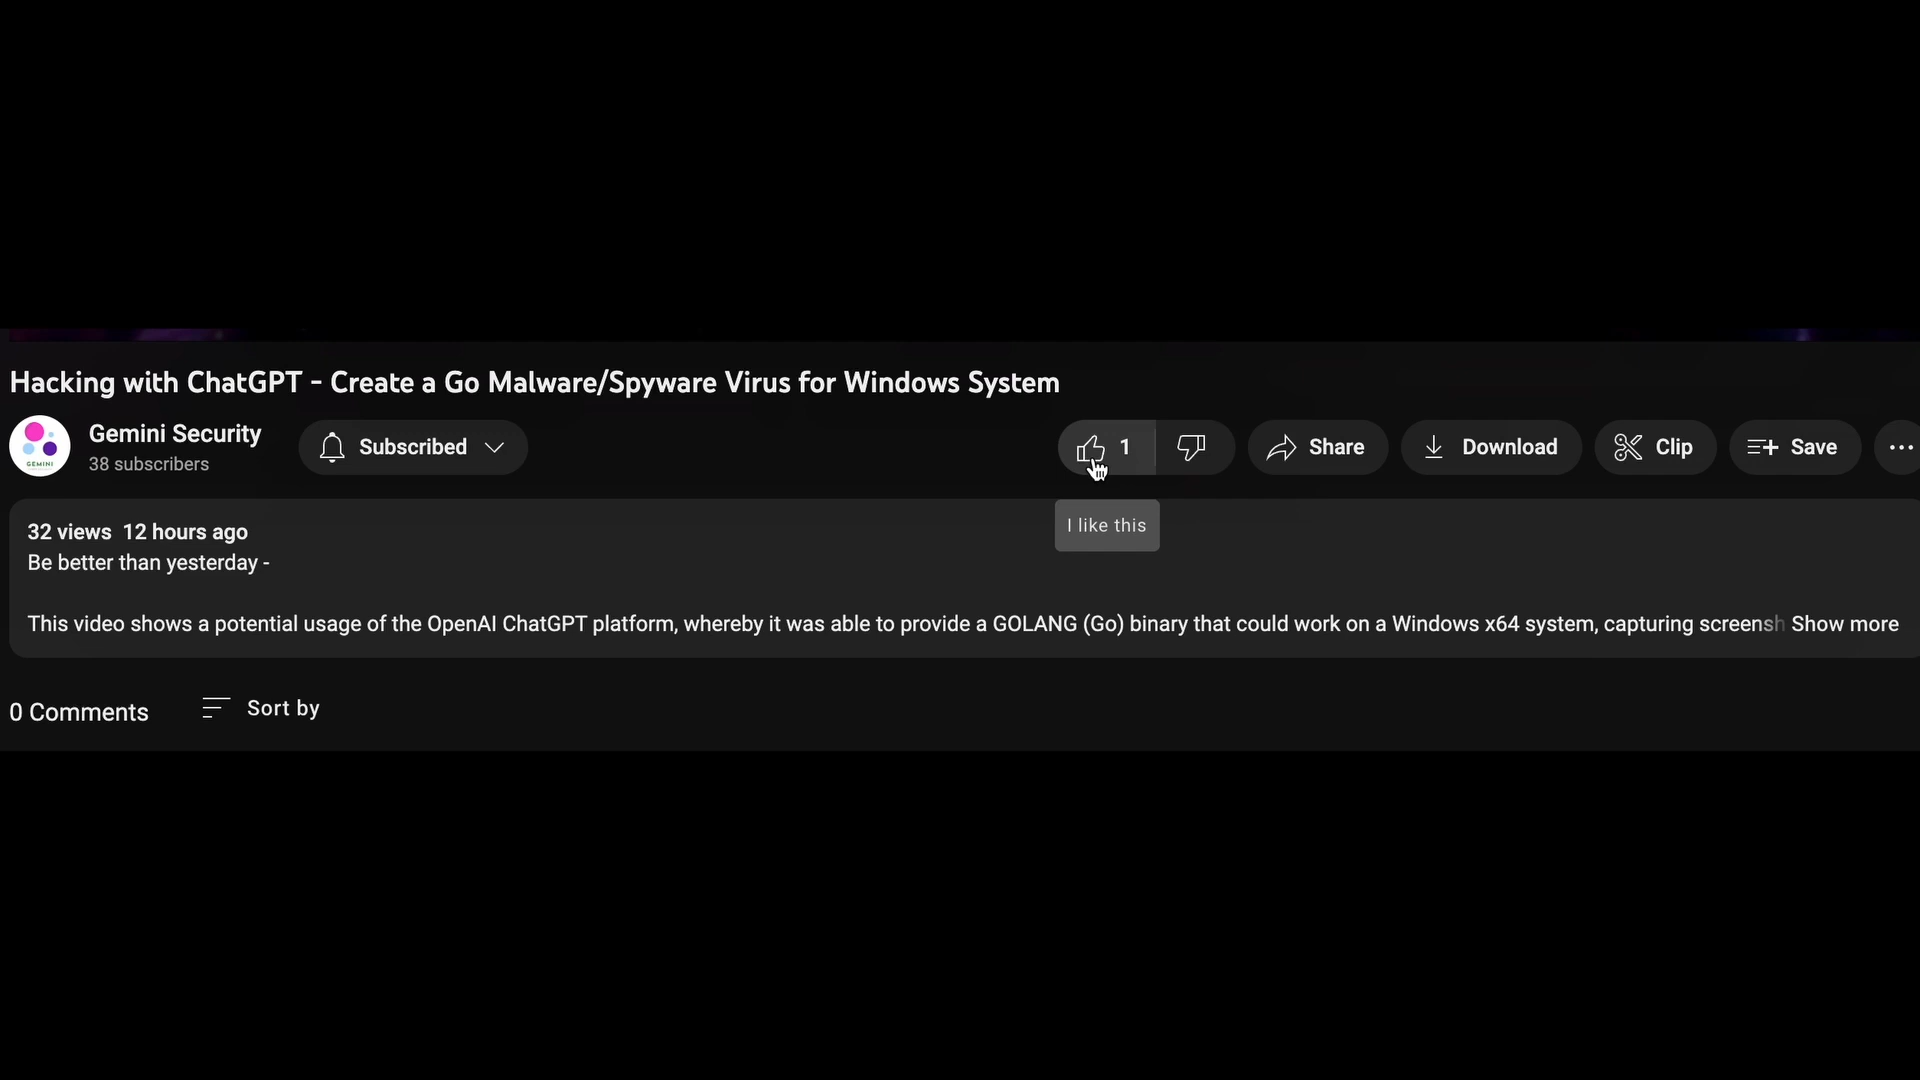 Hacking with ChatGPT - Create a Go Malware/Spyware Virus for Windows System
Gemini Security
38 subscribers
GEMINI
Subscribed
1
Share
Download
Clip
Save
I like this
32 views 12 hours ago
Be better than yesterday -
This video shows a potential usage of the OpenAI ChatGPT platform, whereby it was able to provide a GOLANG (Go) binary that could work on a Windows x64 system, capturing screensh Show more
0 Comments
Sort by